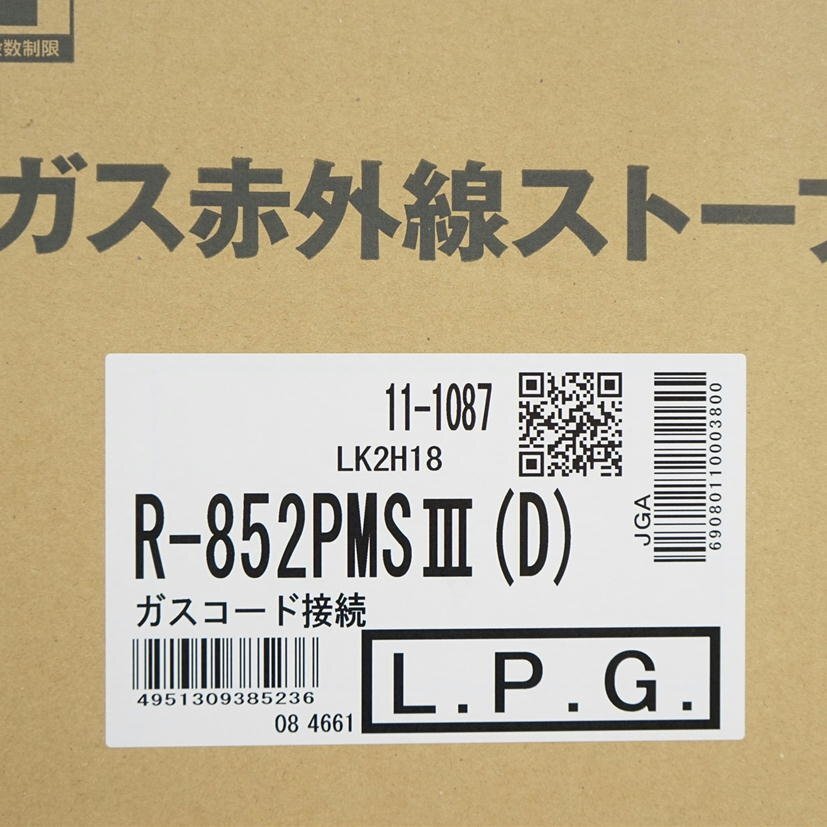 数制限
ガス赤外線ストーブ
11-1087
LK2H18
R-852PMSⅢ(D)
ガスコード接続
4951309385236
08 4661
L.P.G.
JGA
69080110003800